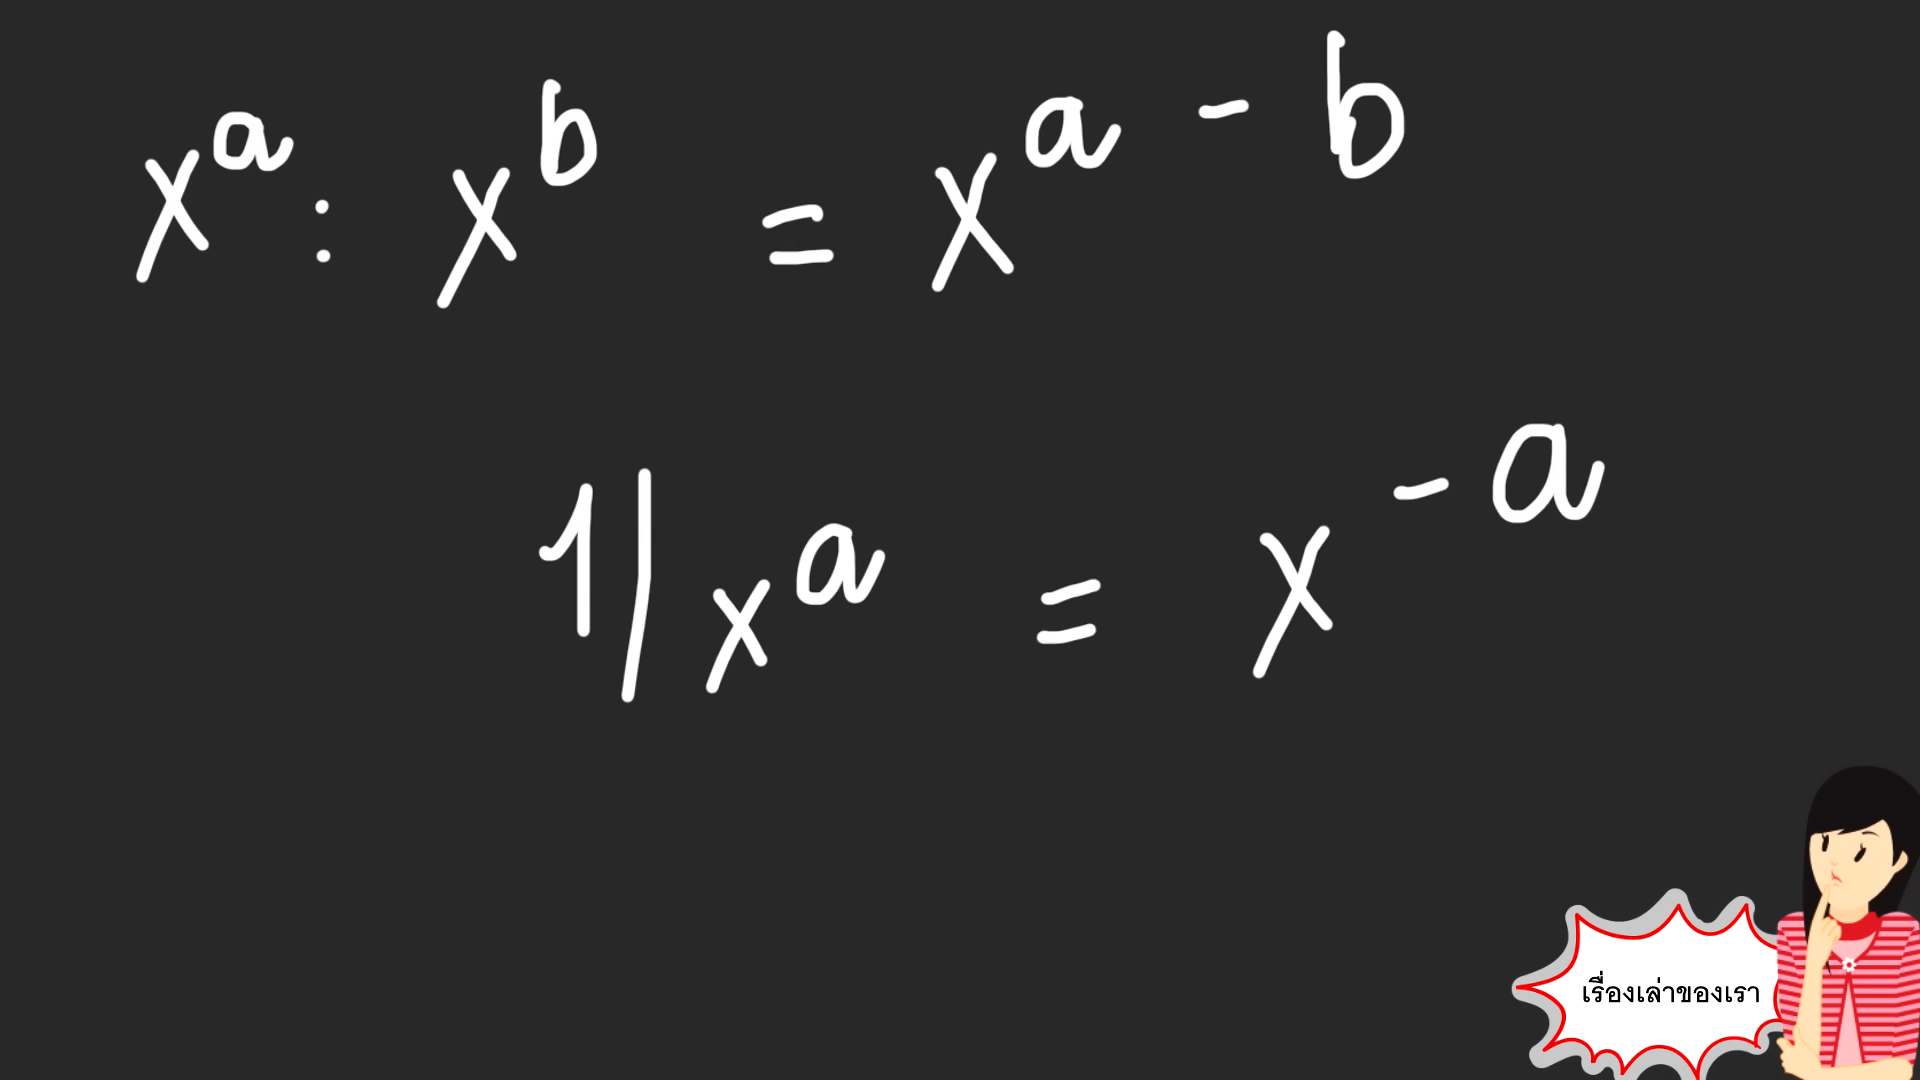 x^a : x^b = x^{a - b}
1/x^a = x^{-a}
เรื่องเล่าของเรา